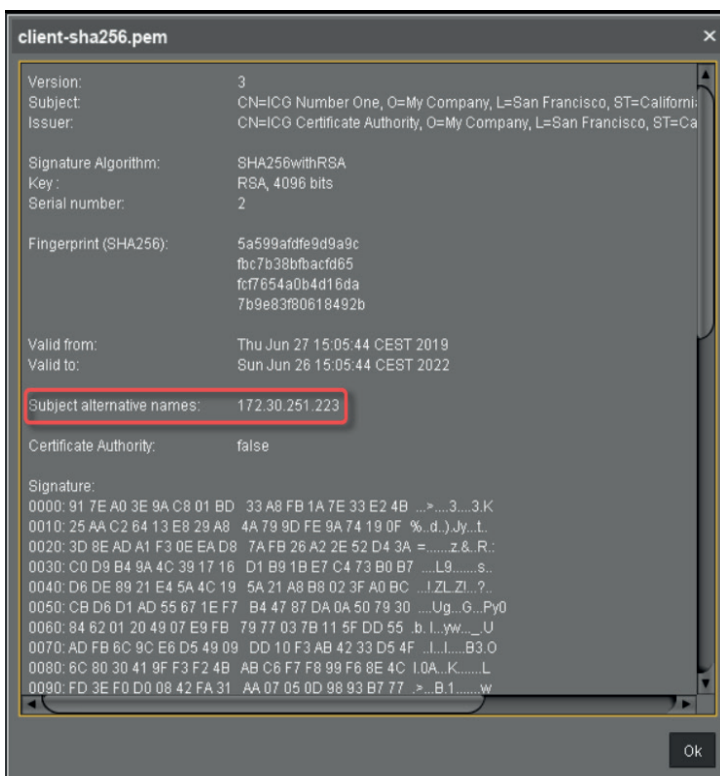 client-sha256.pem ×
Version: 3
Subject: CN=ICG Number One, O=My Company, L=San Francisco, ST=Californi
Issuer: CN=ICG Certificate Authority, O=My Company, L=San Francisco, ST=Ca
Signature Algorithm: SHA256withRSA
Key : RSA, 4096 bits
Serial number: 2
Fingerprint (SHA256): 5a599afdfe9d9a9c
fbc7b38bfbacfd65
fcf7654a0b4d16da
7b9e83f80618492b
Valid from: Thu Jun 27 15:05:44 CEST 2019
Valid to: Sun Jun 26 15:05:44 CEST 2022
Subject alternative names: 172.30.251.223
Certificate Authority: false
Signature:
0000: 91 7E A0 3E 9A C8 01 BD 33 A8 FB 1A 7E 33 E2 4B ...>....3....3.K
0010: 25 AA C2 64 13 E8 29 A8 4A 79 9D FE 9A 74 19 0F %..d..).Jy...t..
0020: 3D 8E AD A1 F3 0E EA D8 7A FB 26 A2 2E 52 D4 3A =.......z.&..R.:
0030: C0 D9 B4 9A 4C 39 17 16 D1 B9 1B E7 C4 73 B0 B7 ....L9.......s..
0040: D6 DE 89 21 E4 5A 4C 19 5A 21 A8 B8 02 3F A0 BC ...!.ZL.Z!...?..
0050: CB D6 D1 AD 55 67 1E F7 B4 47 87 DA 0A 50 79 30 ....Ug...G...Py0
0060: 84 62 01 20 49 07 E9 FB 79 77 03 7B 11 5F DD 55 .b. I...yw..._.U
0070: AD FB 6C 9C E6 D5 49 09 DD 10 F3 AB 42 33 D5 4F ..l...I.....B3.O
0080: 6C 80 30 41 9F F3 F2 4B AB C6 F7 F8 99 F6 8E 4C l.0A...K.......L
0090: FD 3E F0 D0 08 42 FA 31 AA 07 05 0D 98 93 B7 77 .>...B.1.......w
Ok